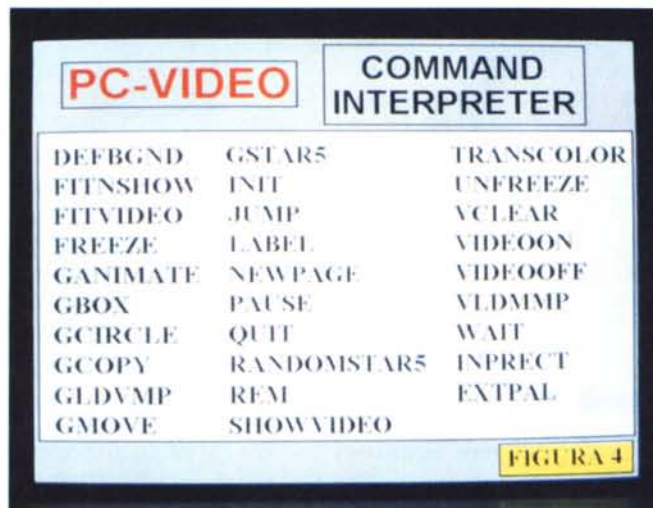 PC-VIDEO
COMMAND
INTERPRETER
DEFBGND GSTAR5 TRANSCOLOR
FITNSHOW INIT UNFREEZE
FITVIDEO JUMP VCLEAR
FREEZE LABEL VIDEOON
GANIMATE NEWPAGE VIDEOOFF
GBOX PAUSE VLDMMP
GCIRCLE QUIT WAIT
GCOPY RANDOMSTAR5 INPRECT
GLDVMP REM EXTPAL
GMOVE SHOWVIDEO
FIGURA 4